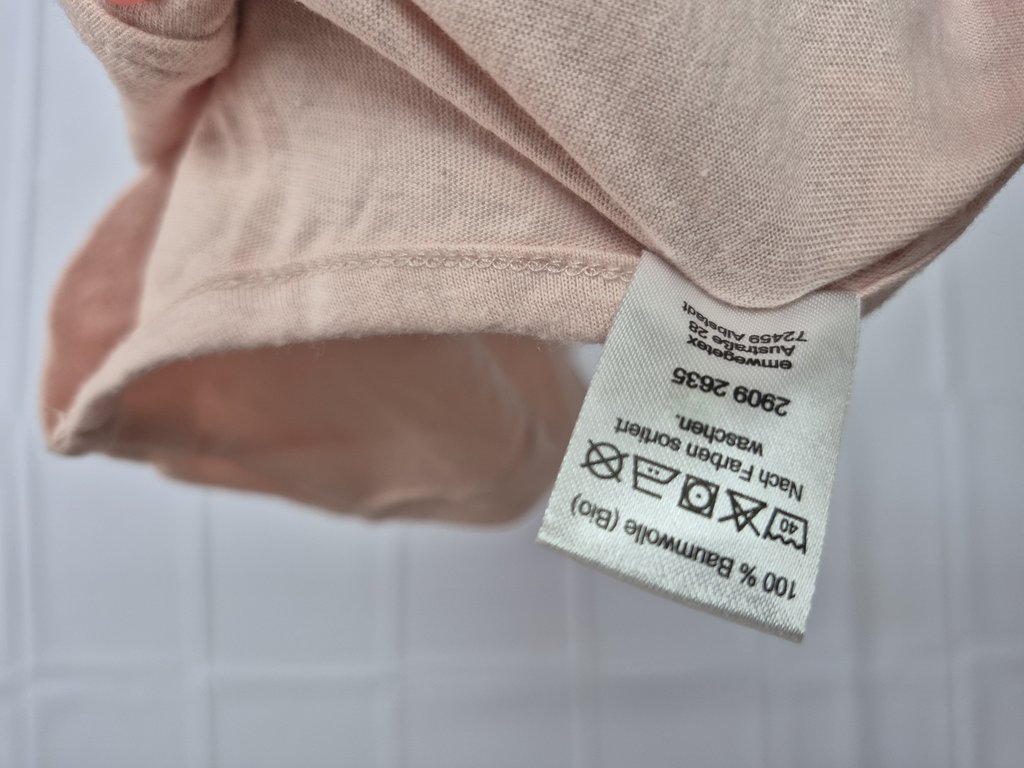 100 % Baumwolle (Bio)
40
Nach Farben sortiert
waschen.
2909 2635
emwegetex
Austraße 28
72459 Albstadt